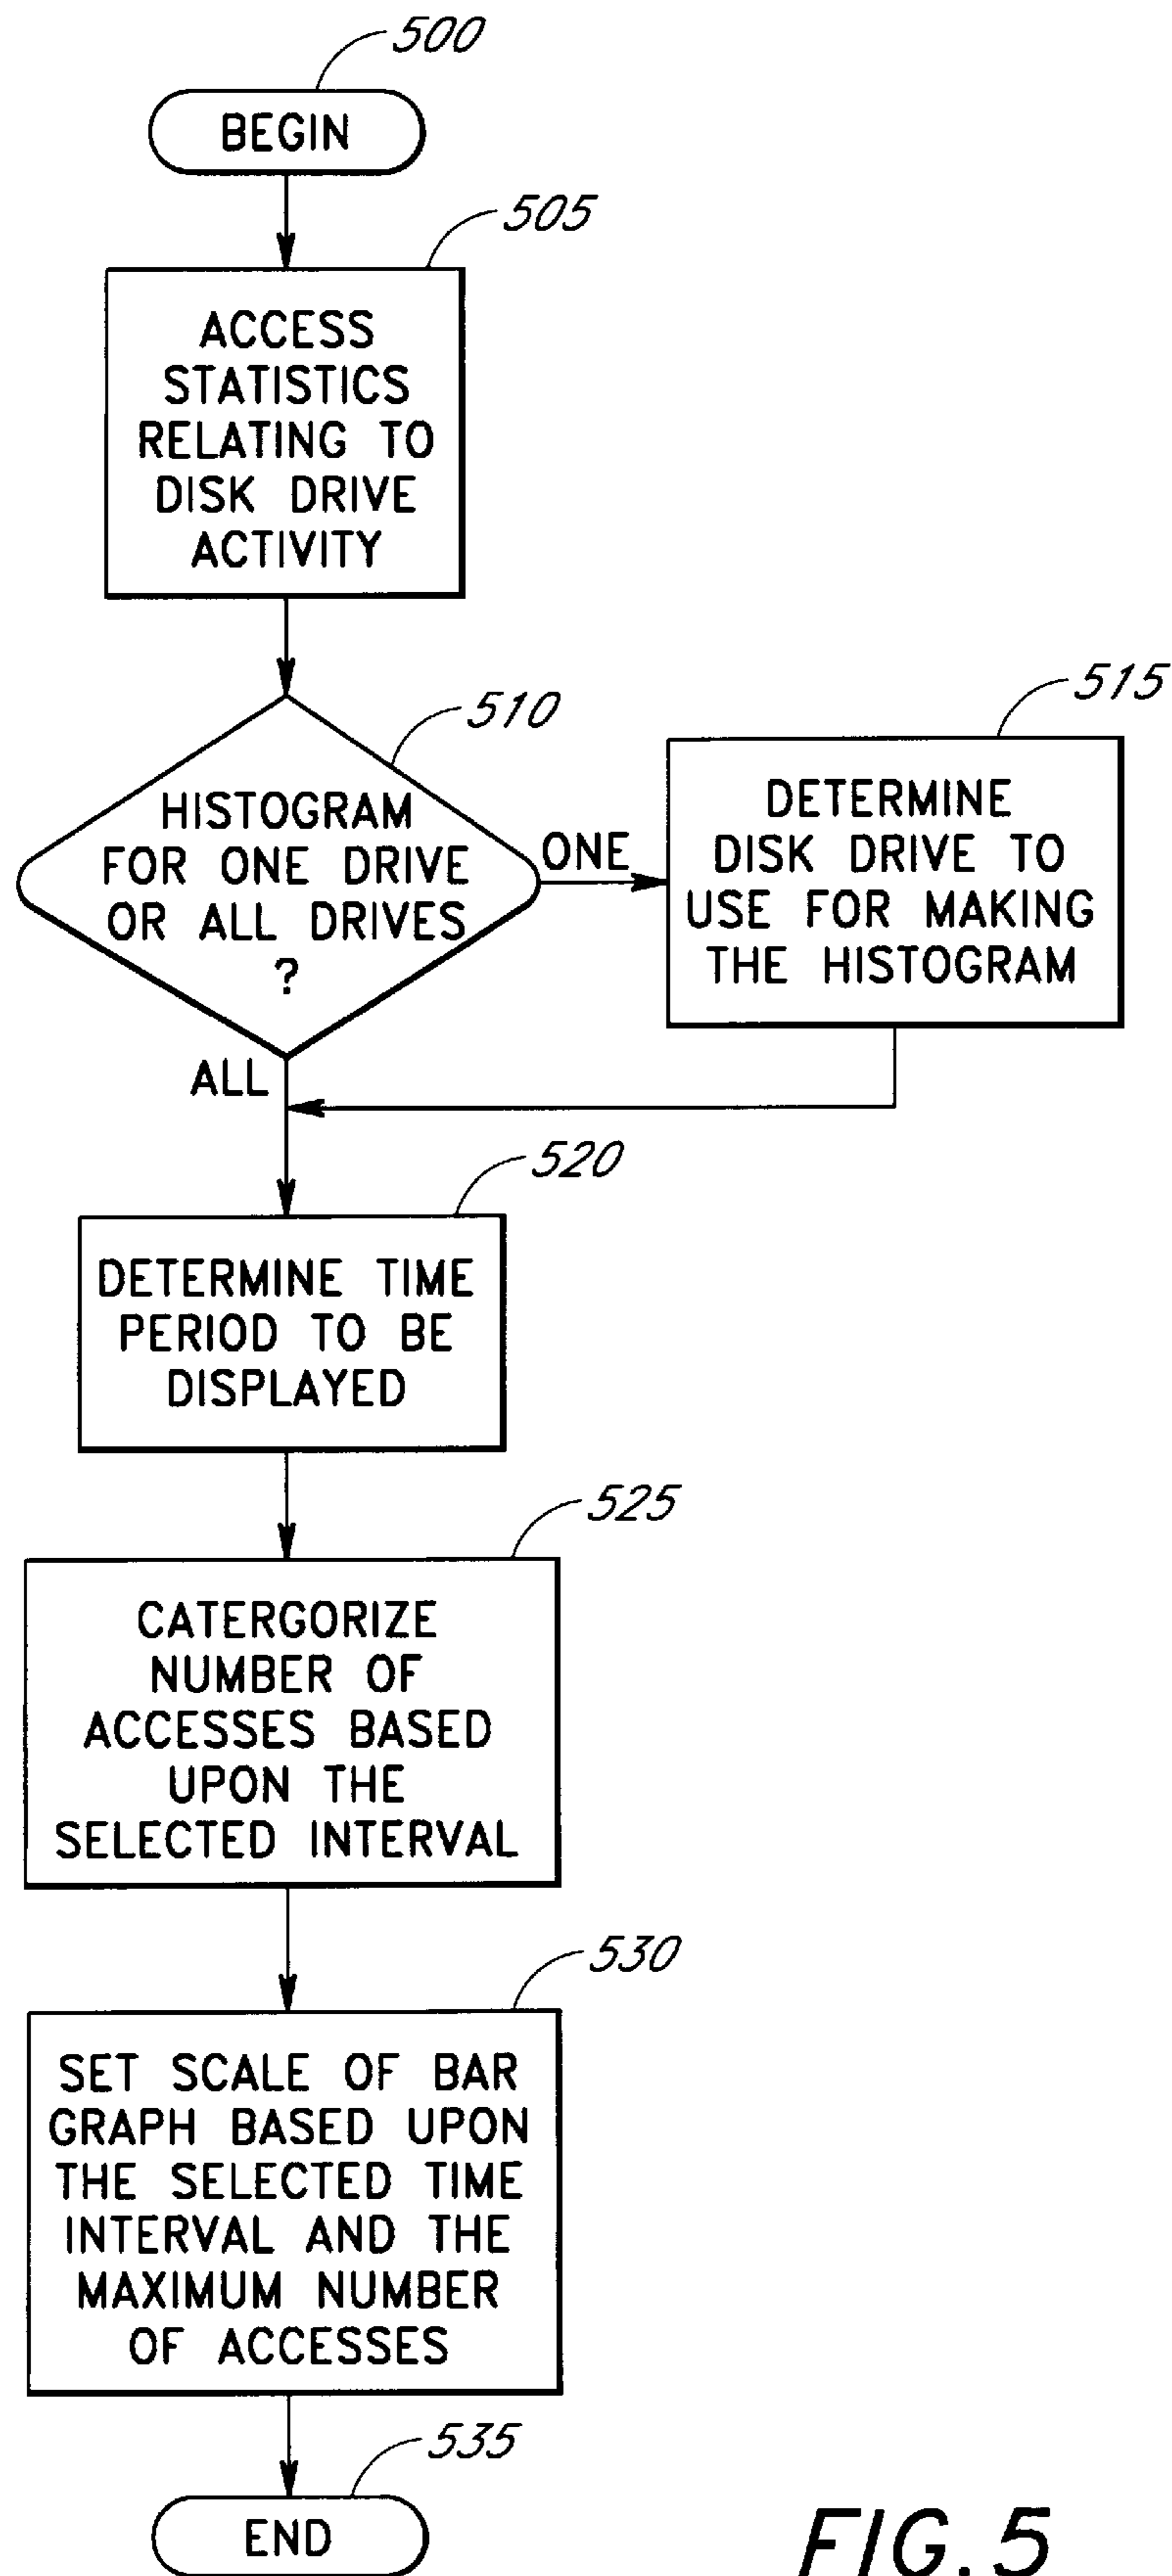 500
BEGIN
505
ACCESS
STATISTICS
RELATING TO
DISK DRIVE
ACTIVITY
510
HISTOGRAM
FOR ONE DRIVE
OR ALL DRIVES
?
ONE
515
DETERMINE
DISK DRIVE TO
USE FOR MAKING
THE HISTOGRAM
ALL
520
DETERMINE TIME
PERIOD TO BE
DISPLAYED
525
CATERGORIZE
NUMBER OF
ACCESSES BASED
UPON THE
SELECTED INTERVAL
530
SET SCALE OF BAR
GRAPH BASED UPON
THE SELECTED TIME
INTERVAL AND THE
MAXIMUM NUMBER
OF ACCESSES
535
END
FIG.5